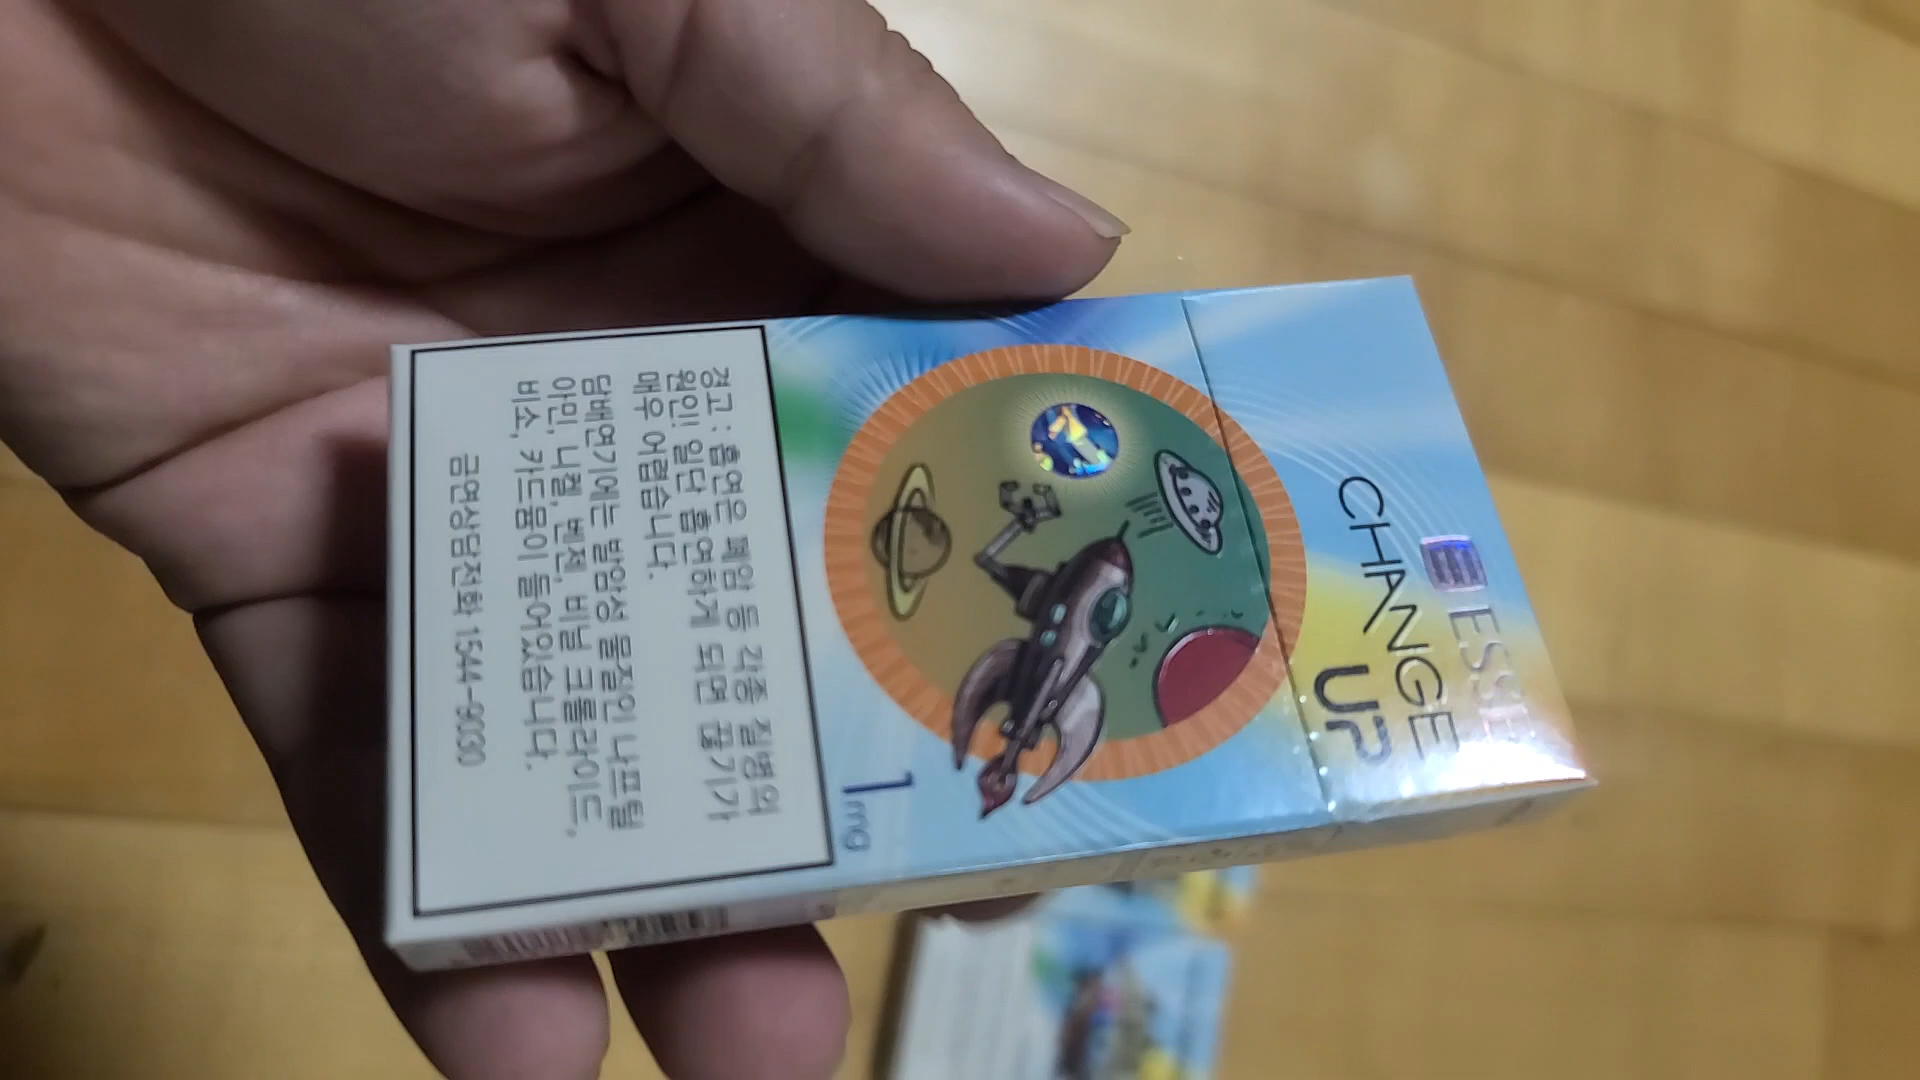 ESSE
CHANGE
UP
1mg
경고 : 흡연은 폐암 등 각종 질병의
원인! 일단 흡연하게 되면 끊기가
매우 어렵습니다.
담배연기에는 발암성 물질인 나프틸
아민, 니켈, 벤젠, 비닐 크롤라이드,
비소, 카드뮴이 들어있습니다.
금연상담전화 1544-9030